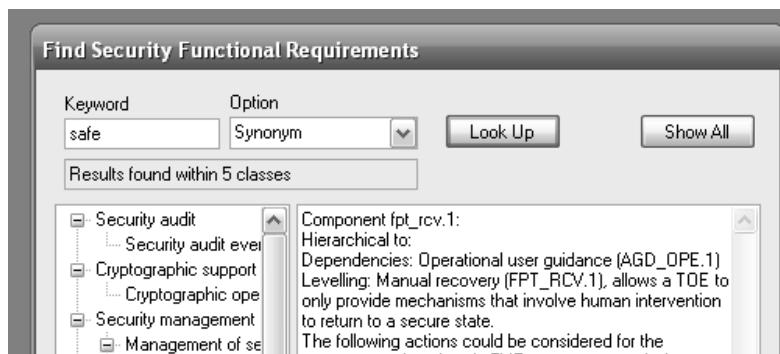 Find Security Functional Requirements
Keyword Option
safe Synonym Look Up Show All
Results found within 5 classes
Security audit
Security audit even
Cryptographic support
Cryptographic ope
Security management
Management of se
Component fpt_rcv.1:
Hierarchical to:
Dependencies: Operational user guidance (AGD_OPE.1)
Levelling: Manual recovery (FPT_RCV.1), allows a TOE to
only provide mechanisms that involve human intervention
to return to a secure state.
The following actions could be considered for the